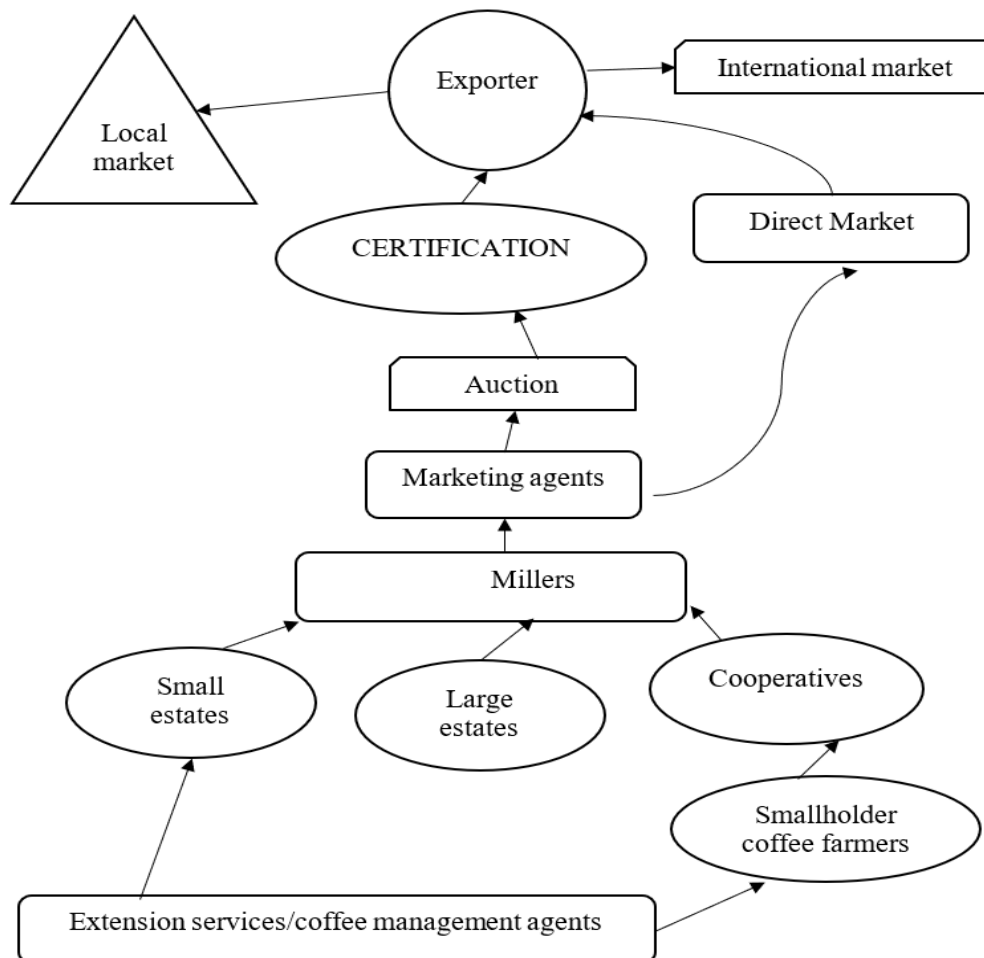 Exporter
International market
Local
market
Direct Market
CERTIFICATION
Auction
Marketing agents
Millers
Small
estates
Large
estates
Cooperatives
Smallholder
coffee farmers
Extension services/coffee management agents